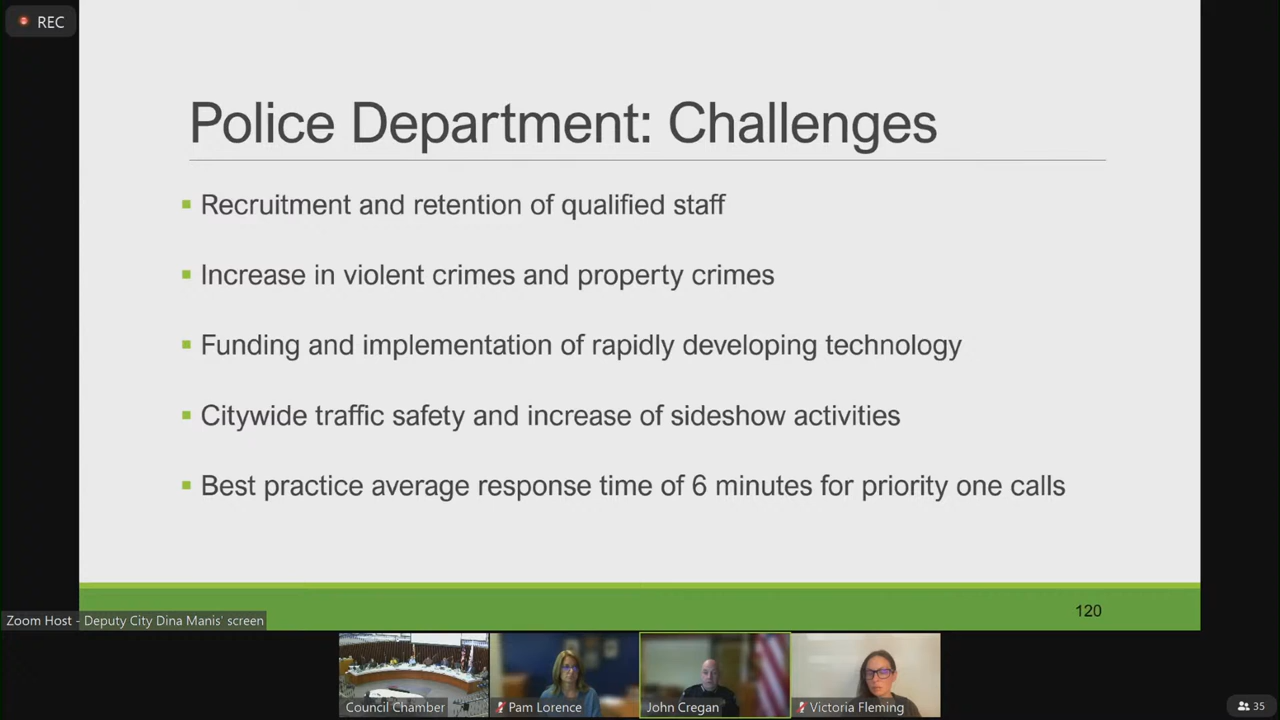 REC
Police Department: Challenges
Recruitment and retention of qualified staff
Increase in violent crimes and property crimes
Funding and implementation of rapidly developing technology
Citywide traffic safety and increase of sideshow activities
Best practice average response time of 6 minutes for priority one calls
120
Zoom Host - Deputy City Dina Manis' screen
Council Chamber
Pam Lorence
John Cregan
Victoria Fleming
35